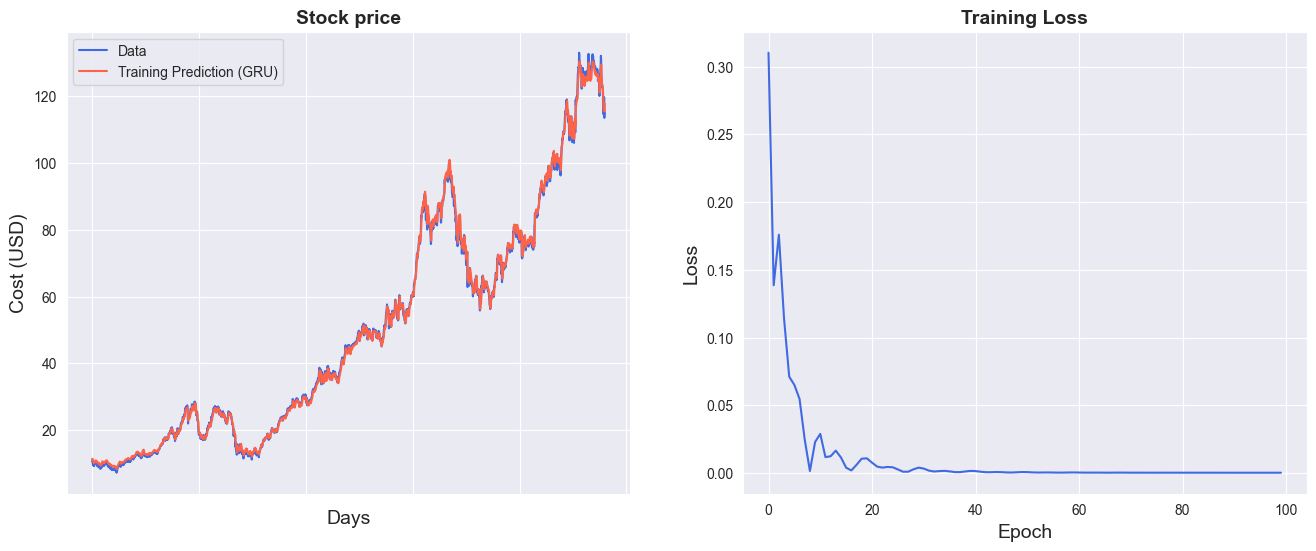 Stock price
Data
Training Prediction (GRU)
120
100
80
60
40
20
Cost (USD)
Days
Training Loss
0.30
0.25
0.20
0.15
0.10
0.05
0.00
Loss
0 20 40 60 80 100
Epoch